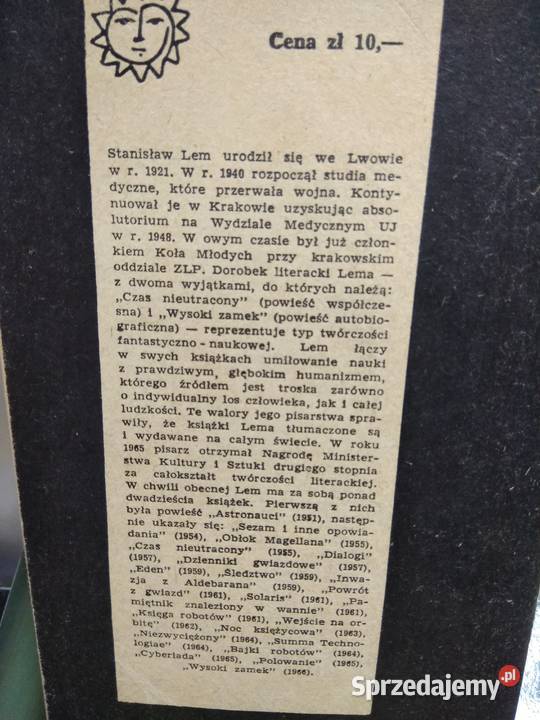 Cena zł 10,—
Stanisław Lem urodził się we Lwowie
w r. 1921. W r. 1940 rozpoczął studia me-
dyczne, które przerwała wojna. Konty-
nuował je w Krakowie uzyskując abso-
lutorium na Wydziale Medycznym UJ
w r. 1948. W owym czasie był już człon-
kiem Koła Młodych przy krakowskim
oddziale ZLP. Dorobek literacki Lema —
z dwoma wyjątkami, do których należą:
„Czas nieutracony” (powieść współcze-
sna) i „Wysoki zamek” (powieść autobio-
graficzna) — reprezentuje typ twórczości
fantastyczno-naukowej. Lem łączy
w swych książkach umiłowanie nauki
z prawdziwym, głębokim humanizmem,
którego źródłem jest troska zarówno
o indywidualny los człowieka, jak i całej
ludzkości. Te walory jego pisarstwa spra-
wiły, że książki Lema tłumaczone są
i wydawane na całym świecie. W roku
1965 pisarz otrzymał Nagrodę Minister-
stwa Kultury i Sztuki drugiego stopnia
za całokształt twórczości literackiej.
W chwili obecnej Lem ma za sobą ponad
dwadzieścia książek. Pierwszą z nich
była powieść „Astronauci” (1951), następ-
nie ukazały się: „Sezam i inne opowia-
dania” (1954), „Obłok Magellana” (1955),
„Czas nieutracony” (1955), „Dialogi”
(1957), „Dzienniki gwiazdowe” (1957),
„Eden” (1959), „Śledztwo” (1959), „Inwa-
zja z Aldebarana” (1959), „Powrót
z gwiazd” (1961), „Solaris” (1961), „Pa-
miętnik znaleziony w wannie” (1961),
„Księga robotów” (1961), „Wejście na or-
bitę” (1962), „Noc księżycowa” (1963),
„Niezwyciężony” (1964), „Summa Techno-
logiae” (1964), „Bajki robotów” (1964),
„Cyberiada” (1965), „Polowanie” (1965),
„Wysoki zamek” (1966).
Sprzedajemy.pl